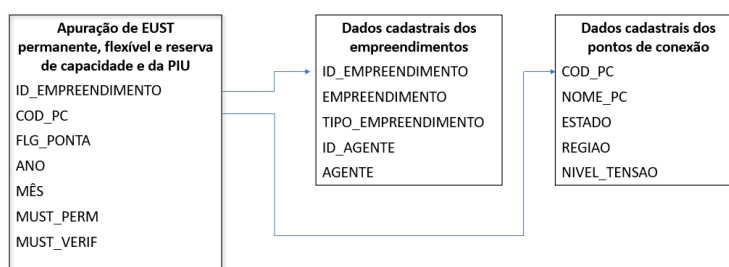 Apuração de EUST
permanente, flexível e reserva
de capacidade e da PIU
ID_EMPREENDIMENTO
COD_PC
FLG_PONTA
ANO
MÊS
MUST_PERM
MUST_VERIF
Dados cadastrais dos
empreendimentos
ID_EMPREENDIMENTO
EMPREENDIMENTO
TIPO_EMPREENDIMENTO
ID_AGENTE
AGENTE
Dados cadastrais dos
pontos de conexão
COD_PC
NOME_PC
ESTADO
REGIAO
NIVEL_TENSAO